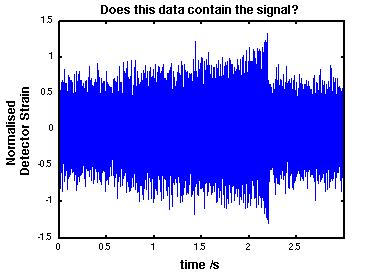 Does this data contain the signal?
1.5
1
0.5
0
-0.5
-1
-1.5
Normalised
Detector Strain
0 0.5 1 1.5 2 2.5
time /s